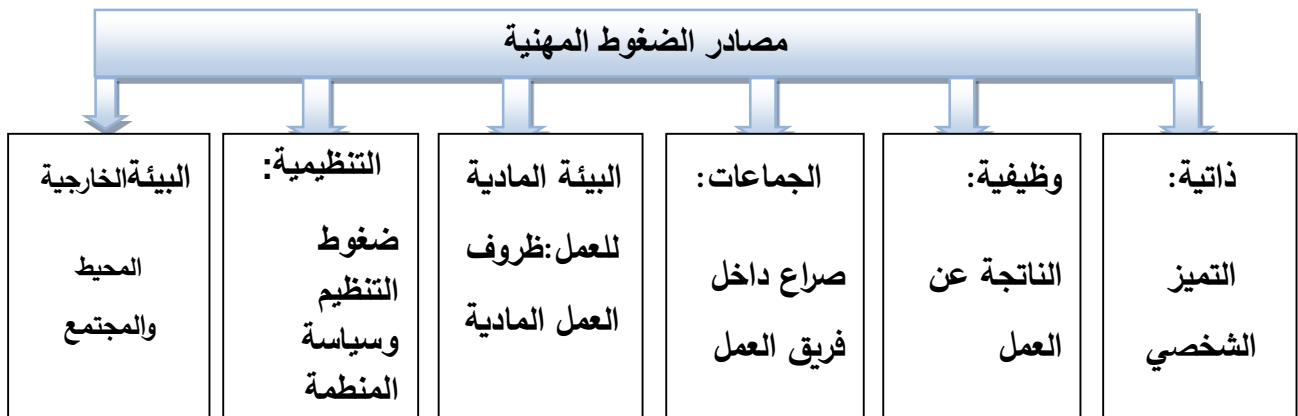 مصادر الضغوط المهنية
ذاتية:
التميز
الشخصي
وظيفية:
الناتجة عن
العمل
الجماعات:
صراع داخل
فريق العمل
البيئة المادية
للعمل:ظروف
العمل المادية
التنظيمية:
ضغوط
التنظيم
وسياسة
المنظمة
البيئةالخارجية
المحيط
والمجتمع